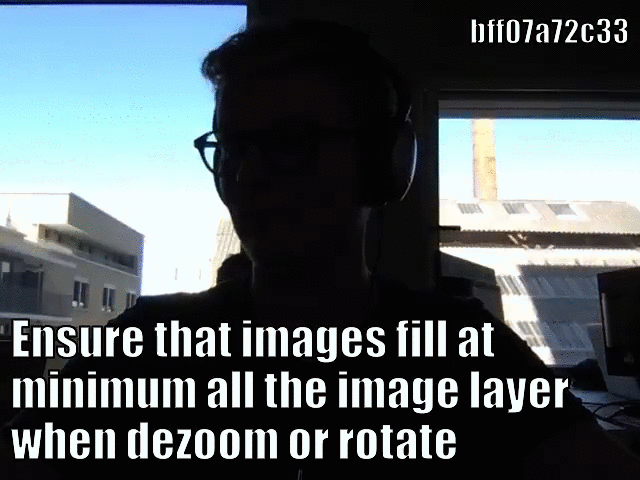 bff07a72c33
Ensure that images fill at
minimum all the image layer
when dezoom or rotate